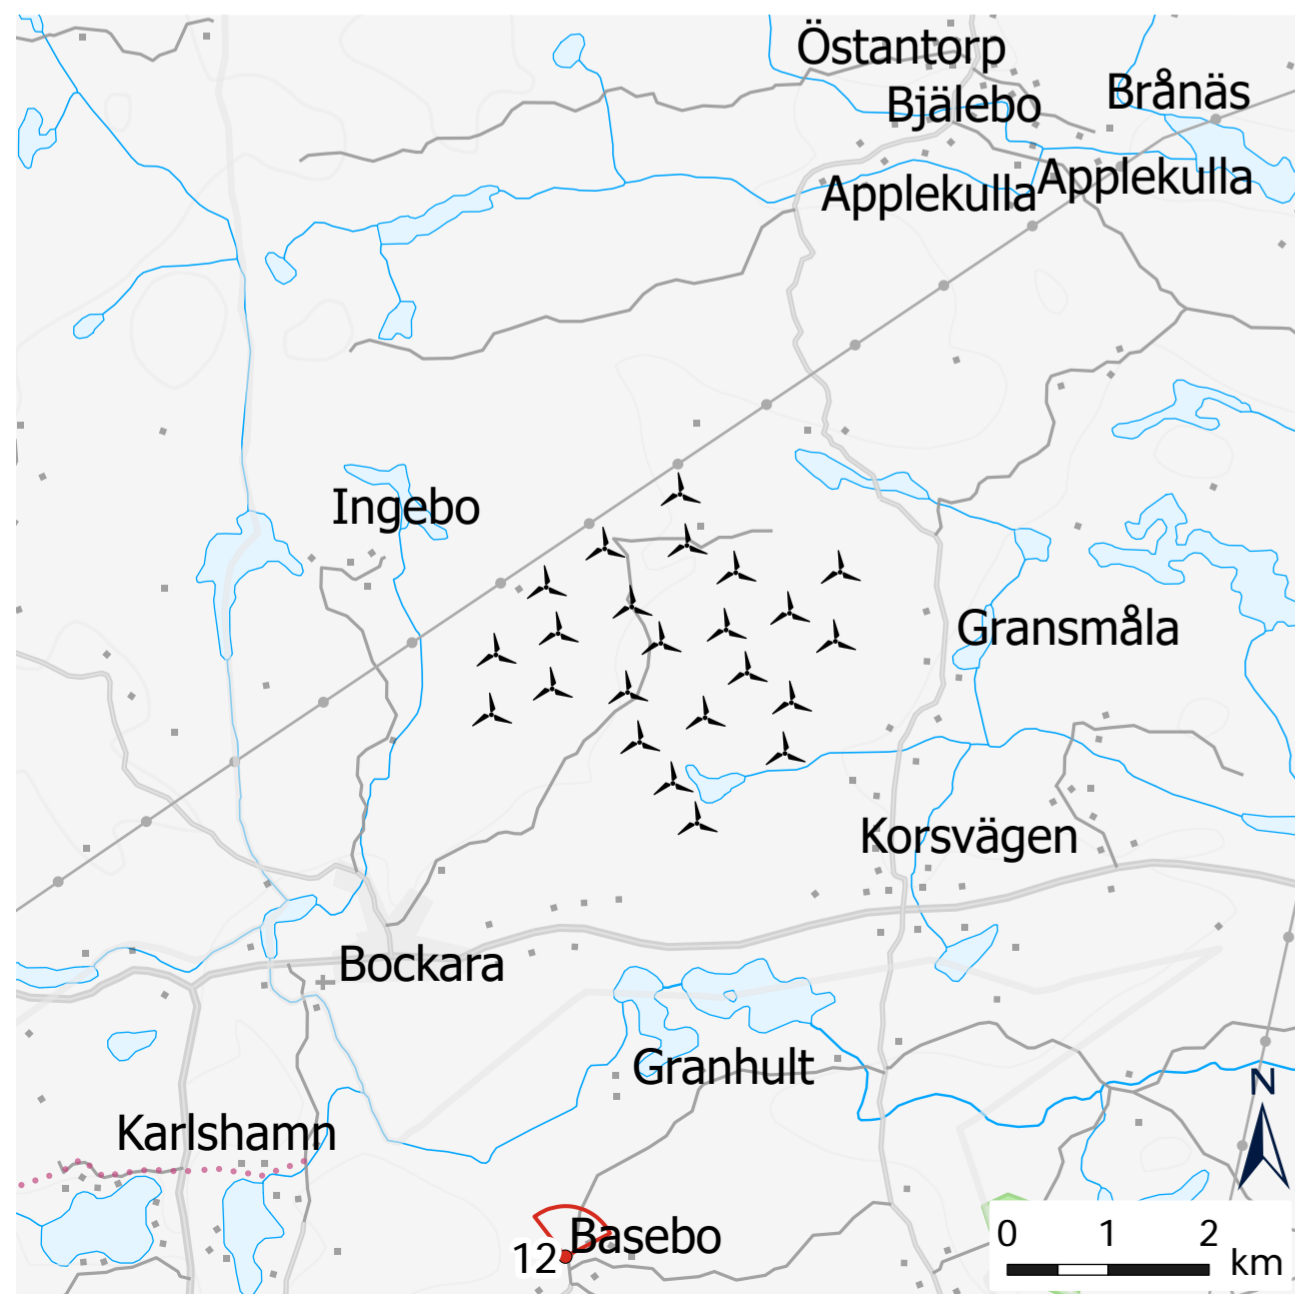 Östantorp
Bjälebo
Brånäs
Applekulla
Applekulla
Ingebo
Gransmåla
Korsvägen
Bockara
Granhult
N
Karlshamn
Basebo
12
0 1 2
km